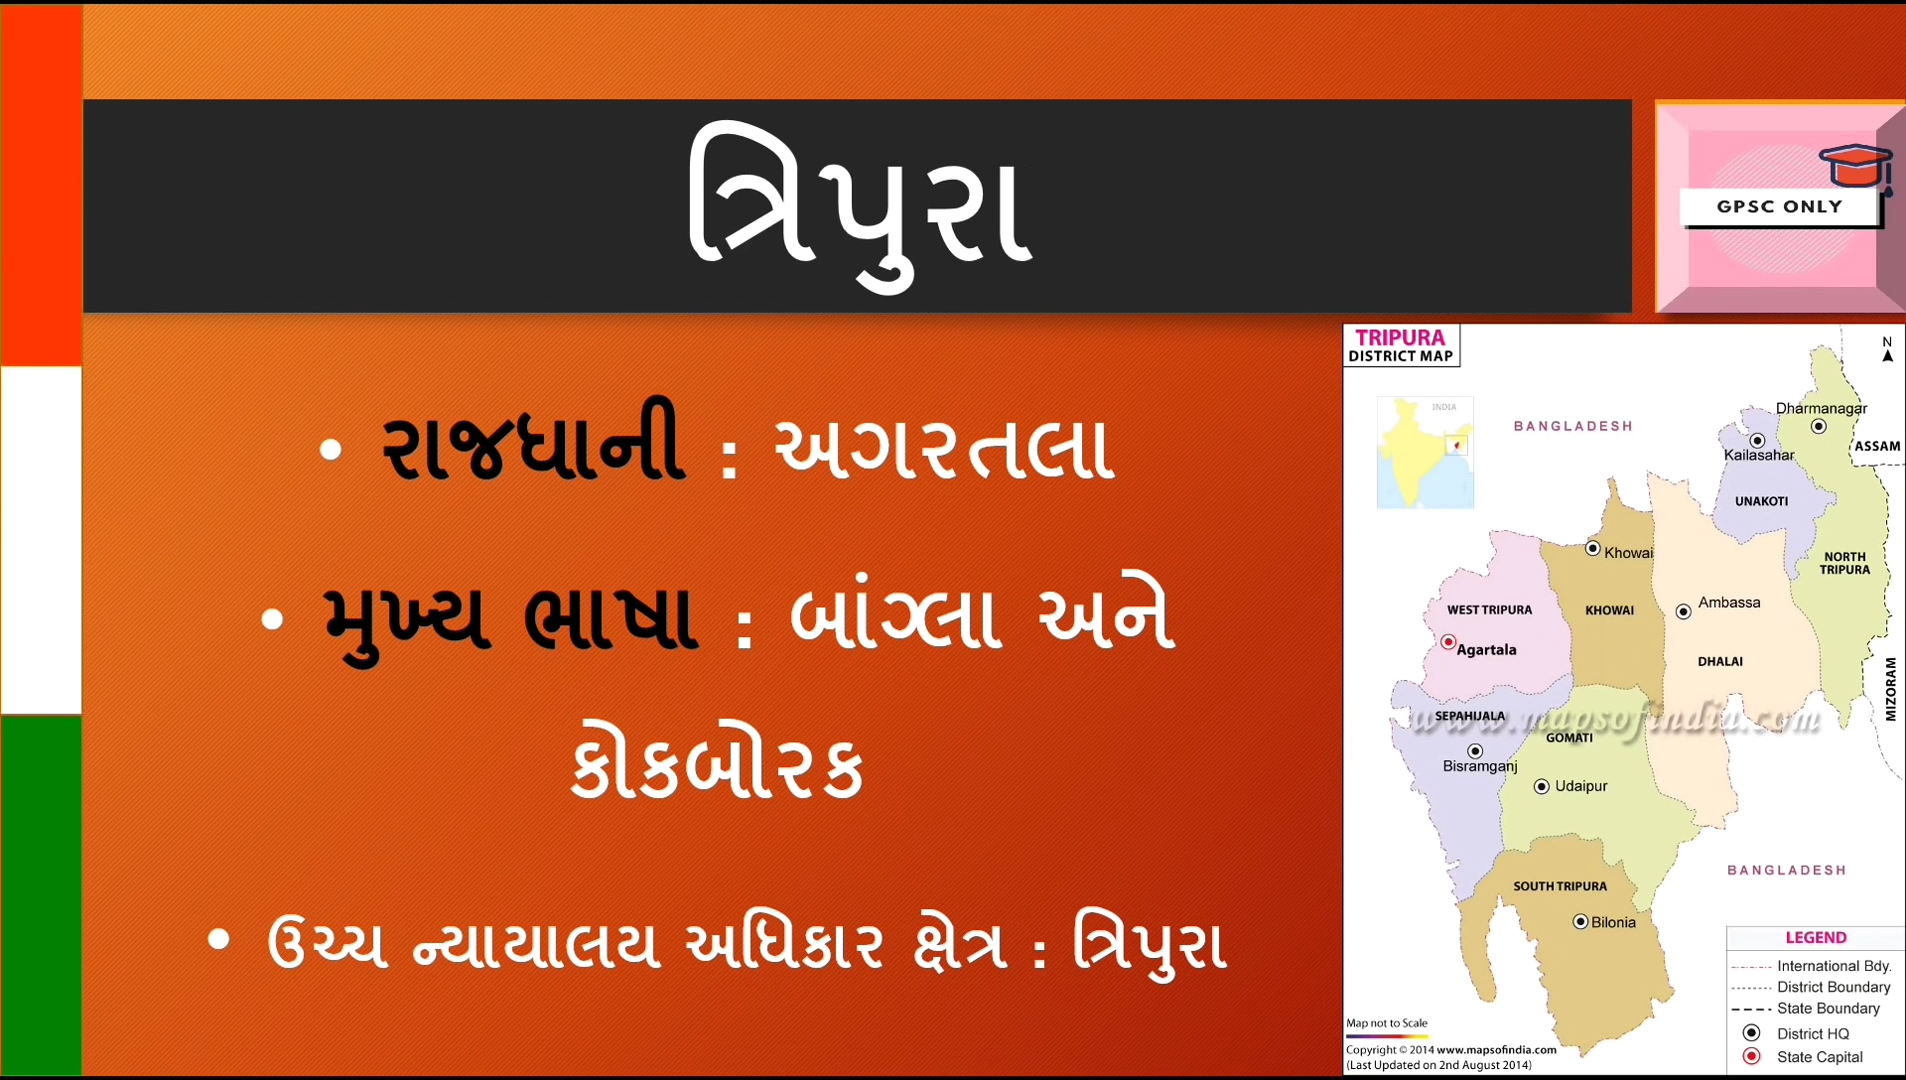 ત્રિપુરા
GPSC ONLY
• રાજધાની : અગરતલા
• મુખ્ય ભાષા : બાંગ્લા અને
કોકબોરક
• ઉચ્ચ ન્યાયાલય અધિકાર ક્ષેત્ર : ત્રિપુરા
TRIPURA
DISTRICT MAP
N
INDIA
BANGLADESH
Dharmanagar
ASSAM
Kailasahar
UNAKOTI
Khowai
NORTH
TRIPURA
WEST TRIPURA
KHOWAI
Ambassa
Agartala
DHALAI
MIZORAM
SEPAHIJALA
www.mapsofindia.com
GOMATI
Bisramganj
Udaipur
BANGLADESH
SOUTH TRIPURA
Bilonia
LEGEND
International Bdy.
District Boundary
State Boundary
District HQ
State Capital
Map not to Scale
Copyright © 2014 www.mapsofindia.com
(Last Updated on 2nd August 2014)